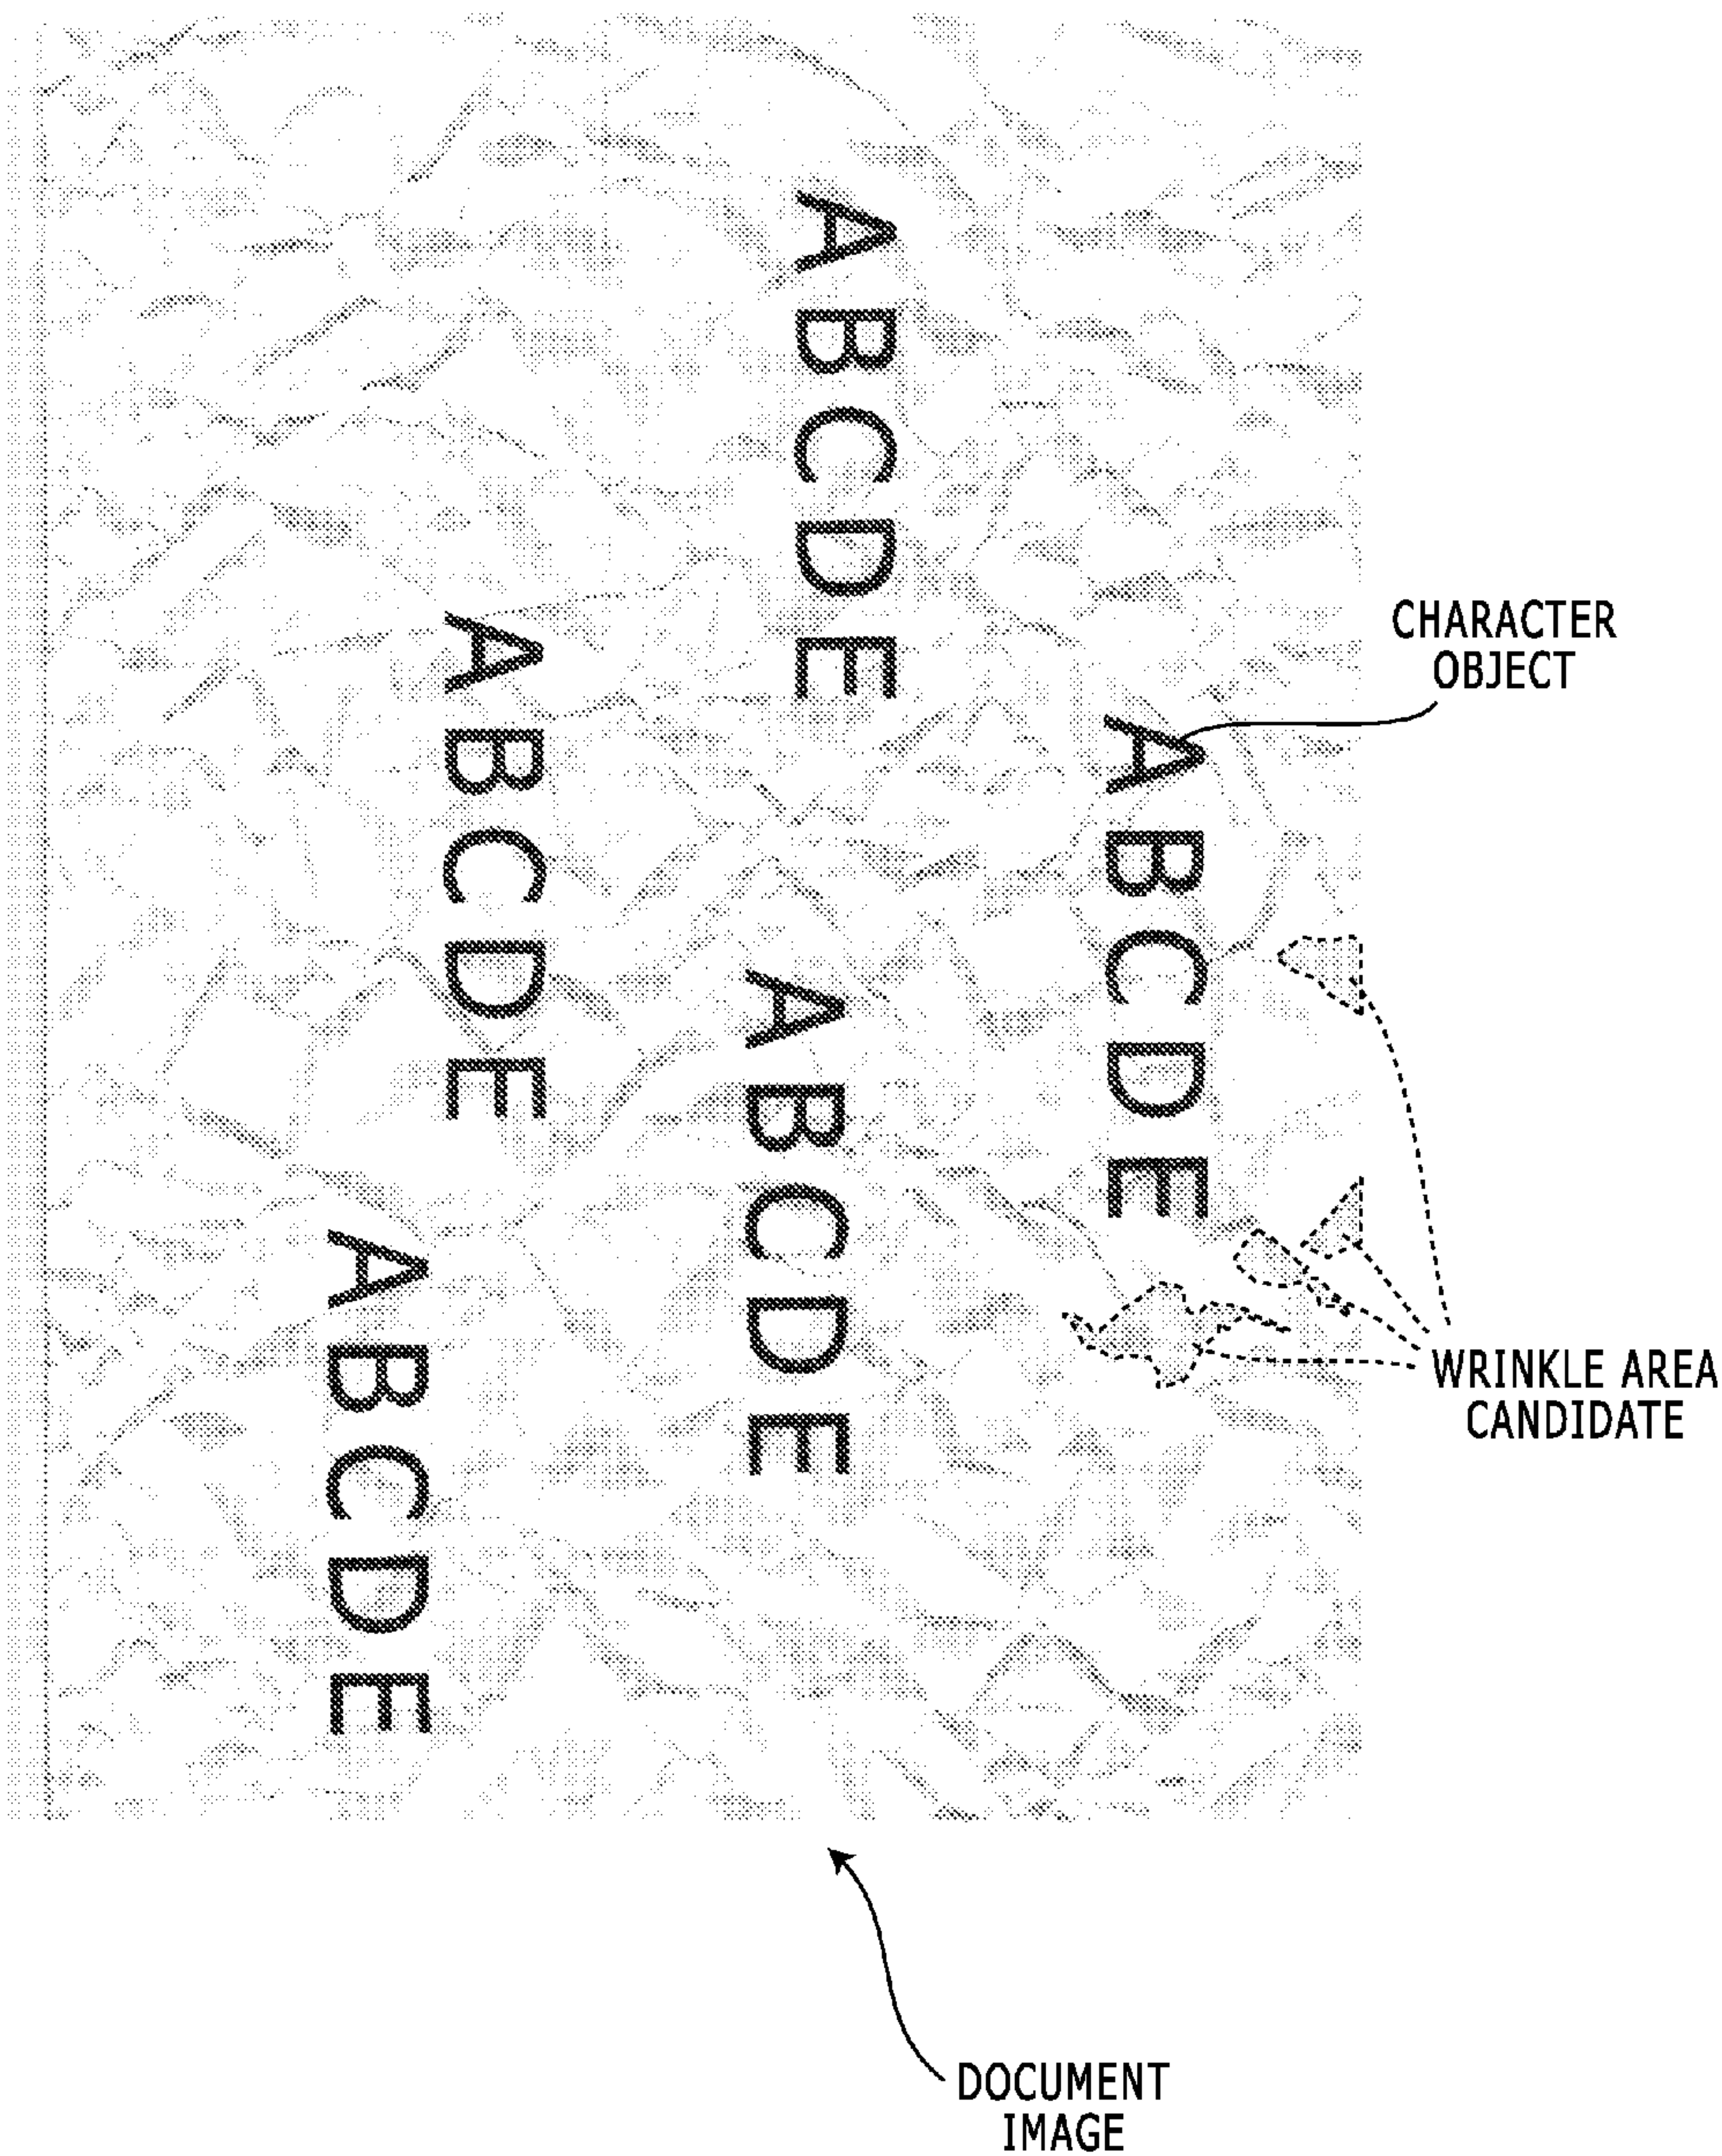 ABCDE
ABCDE
ABCDE
ABCDE
ABCDE
CHARACTER
OBJECT
WRINKLE AREA
CANDIDATE
DOCUMENT
IMAGE